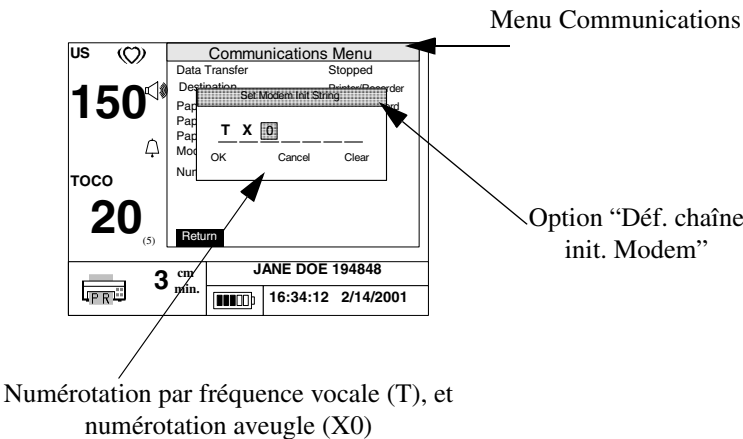 Menu Communications
US
Communications Menu
Data Transfer Stopped
150
Destination Printer/Recorder
Set Modem Init String
Pap
Pap
Pap
T X 0
Mod
OK Cancel Clear
Num
TOCO
20
(5)
Return
Option “Déf. chaîne
init. Modem”
JANE DOE 194848
3 cm
min.
PR
16:34:12 2/14/2001
Numérotation par fréquence vocale (T), et
numérotation aveugle (X0)